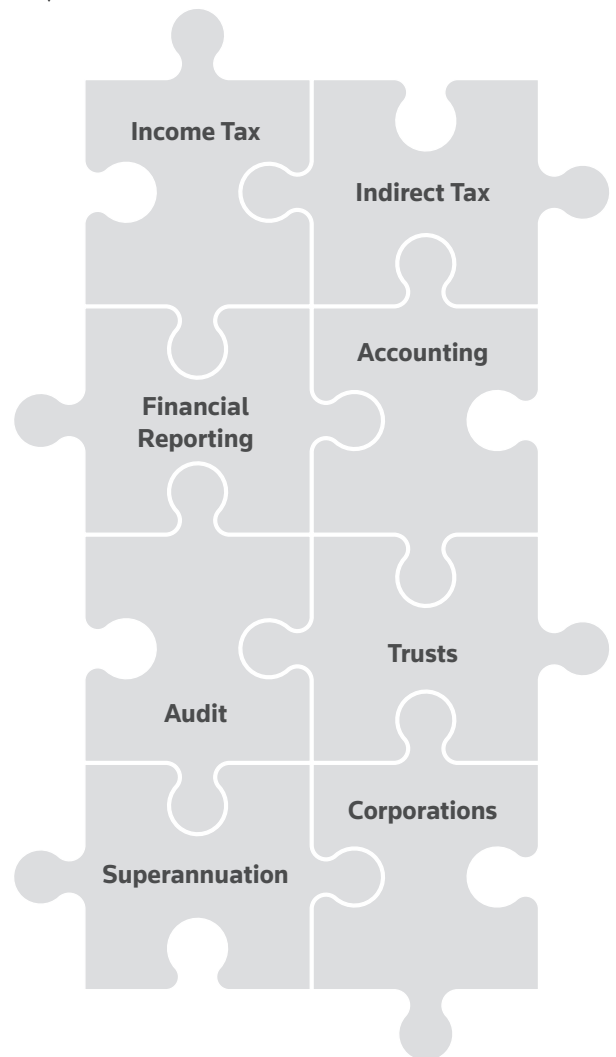 Income Tax
Indirect Tax
Accounting
Financial
Reporting
Trusts
Audit
Corporations
Superannuation